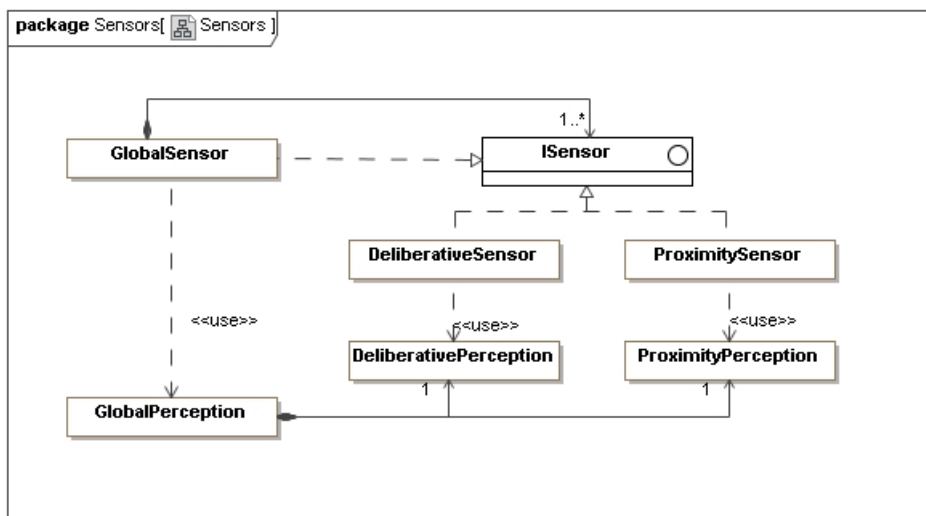 package Sensors[ Sensors ]
1..*
GlobalSensor
ISensor
DeliberativeSensor
ProximitySensor
<<use>>
<<use>>
<<use>>
DeliberativePerception
ProximityPerception
1
1
GlobalPerception